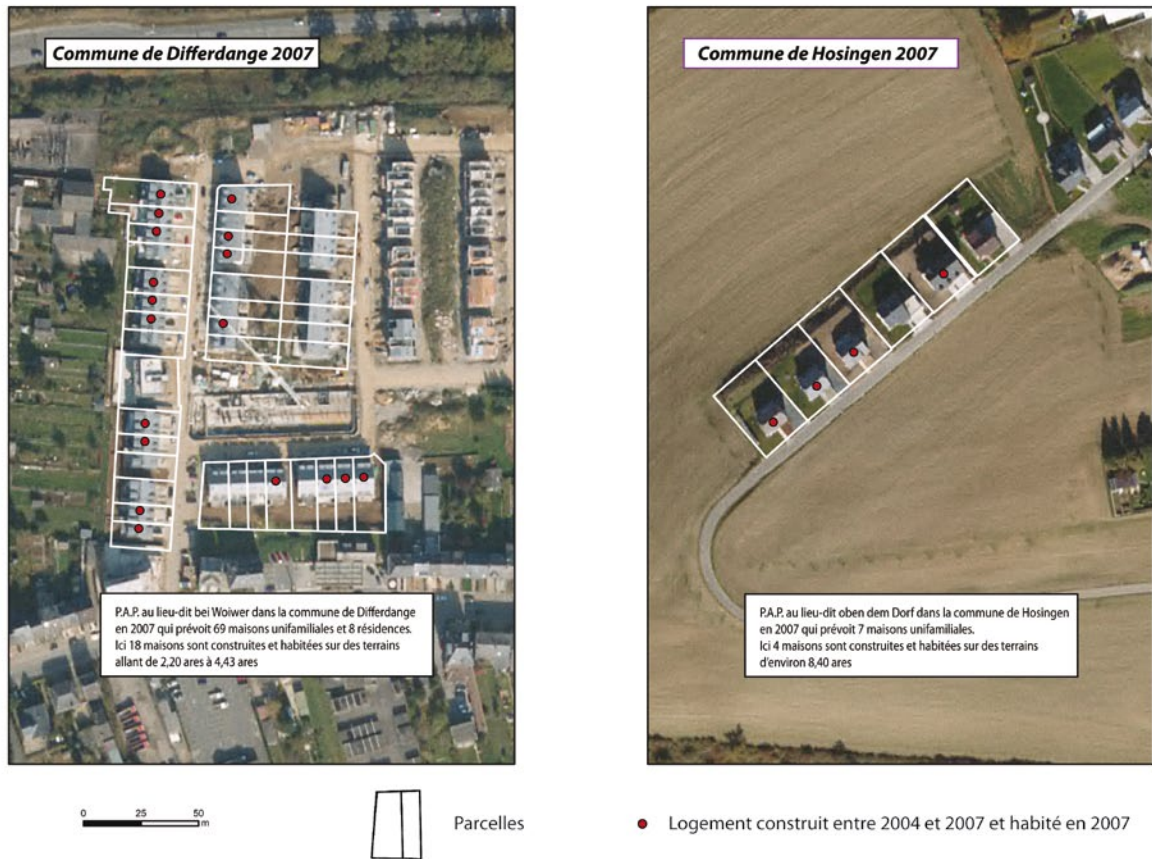 Commune de Differdange 2007
P.A.P. au lieu-dit bei Woiwer dans la commune de Differdange
en 2007 qui prévoit 69 maisons unifamiliales et 8 résidences.
Ici 18 maisons sont construites et habitées sur des terrains
allant de 2,20 ares à 4,43 ares
Commune de Hosingen 2007
P.A.P. au lieu-dit oben dem Dorf dans la commune de Hosingen
en 2007 qui prévoit 7 maisons unifamiliales.
Ici 4 maisons sont construites et habitées sur des terrains
d'environ 8,40 ares
0 25 50
m
Parcelles
Logement construit entre 2004 et 2007 et habité en 2007